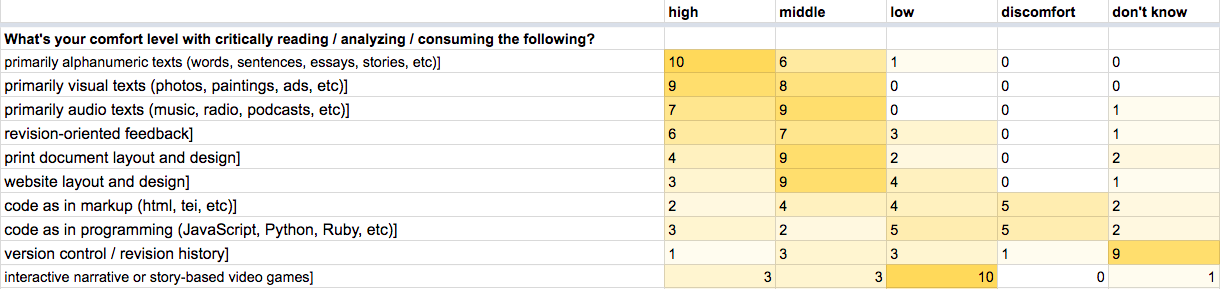 high middle low discomfort don't know
What's your comfort level with critically reading / analyzing / consuming the following?
primarily alphanumeric texts (words, sentences, essays, stories, etc)] 10 6 1 0 0
primarily visual texts (photos, paintings, ads, etc)] 9 8 0 0 0
primarily audio texts (music, radio, podcasts, etc)] 7 9 0 0 1
revision-oriented feedback] 6 7 3 0 1
print document layout and design] 4 9 2 0 2
website layout and design] 3 9 4 0 1
code as in markup (html, tei, etc)] 2 4 4 5 2
code as in programming (JavaScript, Python, Ruby, etc)] 3 2 5 5 2
version control / revision history] 1 3 3 1 9
interactive narrative or story-based video games] 3 3 10 0 1